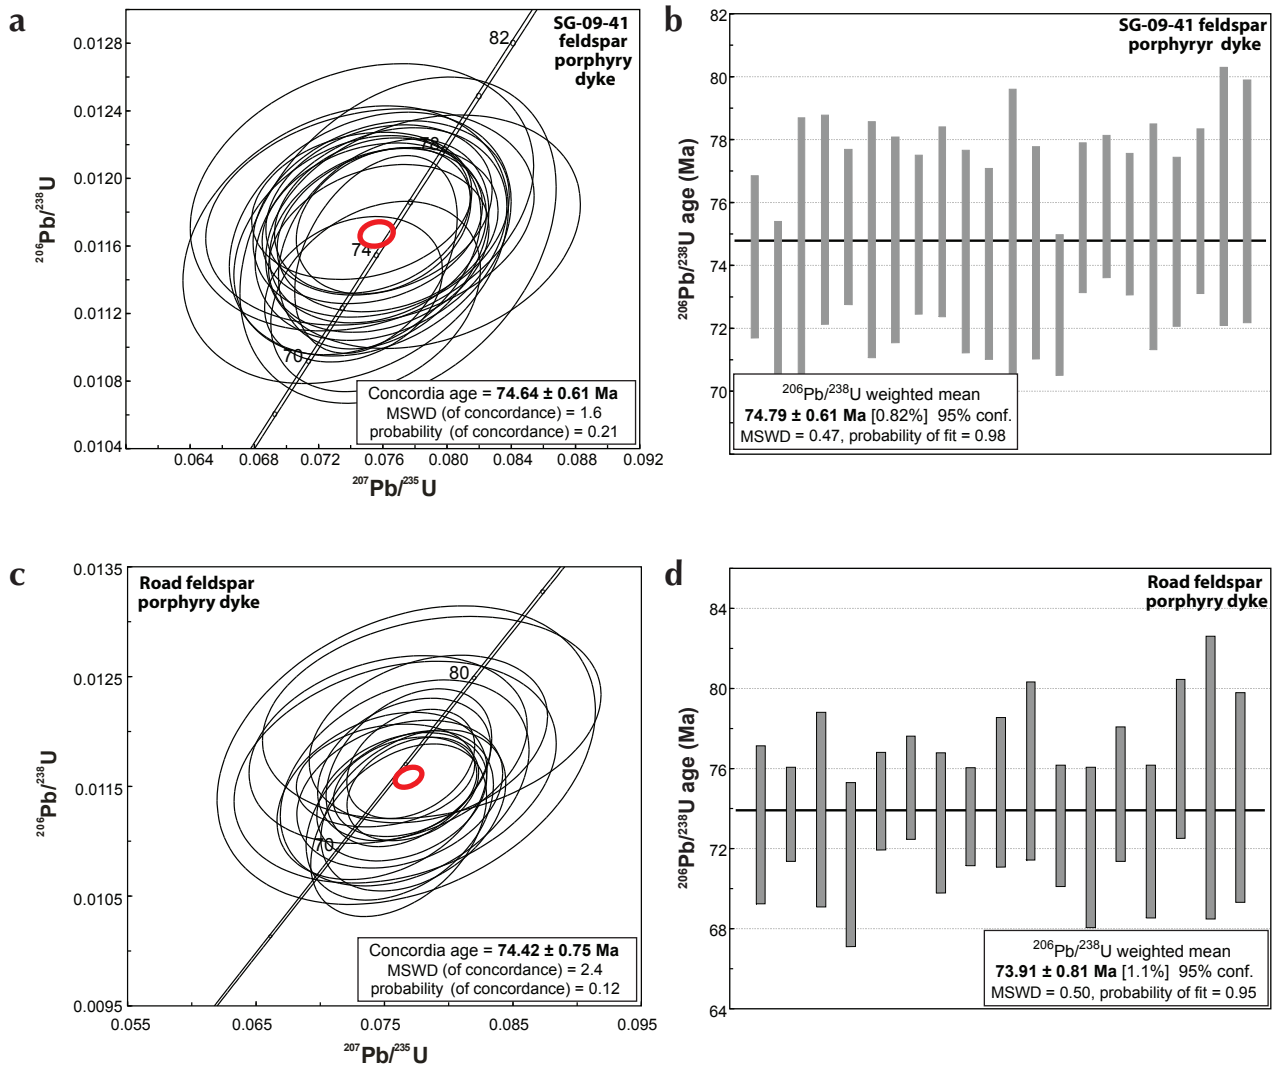 a
SG-09-41
feldspar
porphyry
dyke
0.0128
0.0124
0.0120
0.0116
0.0112
0.0108
0.0104
206Pb/238U
82
78
74
70
Concordia age = 74.64 ± 0.61 Ma
MSWD (of concordance) = 1.6
probability (of concordance) = 0.21
0.064 0.068 0.072 0.076 0.080 0.084 0.088 0.092
207Pb/235U
b
SG-09-41 feldspar
porphyryr dyke
82
80
78
76
74
72
70
206Pb/238U age (Ma)
206Pb/238U weighted mean
74.79 ± 0.61 Ma [0.82%] 95% conf.
MSWD = 0.47, probability of fit = 0.98
c
Road feldspar
porphyry dyke
0.0135
0.0125
0.0115
0.0105
0.0095
206Pb/238U
80
70
Concordia age = 74.42 ± 0.75 Ma
MSWD (of concordance) = 2.4
probability (of concordance) = 0.12
0.055 0.065 0.075 0.085 0.095
207Pb/235U
d
Road feldspar
porphyry dyke
84
80
76
72
68
64
206Pb/238U age (Ma)
206Pb/238U weighted mean
73.91 ± 0.81 Ma [1.1%] 95% conf.
MSWD = 0.50, probability of fit = 0.95